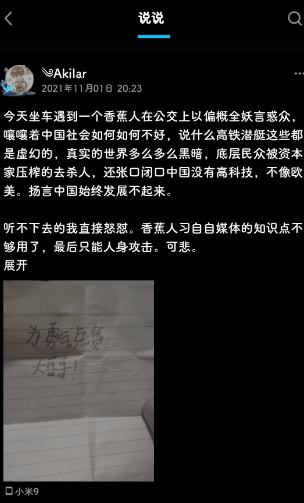 说说
༄Akilar
2021年11月01日 20:23
今天坐车遇到一个香蕉人在公交上以偏概全妖言惑众，
嚷嚷着中国社会如何如何不好，说什么高铁潜艇这些都
是虚幻的，真实的世界多么多么黑暗，底层民众被资本
家压榨的去杀人，还张口闭口中国没有高科技，不像欧
美。扬言中国始终发展不起来。
听不下去的我直接怒怼。香蕉人习自自媒体的知识点不
够用了，最后只能人身攻击。可悲。
展开
为勇气点赞
小米9